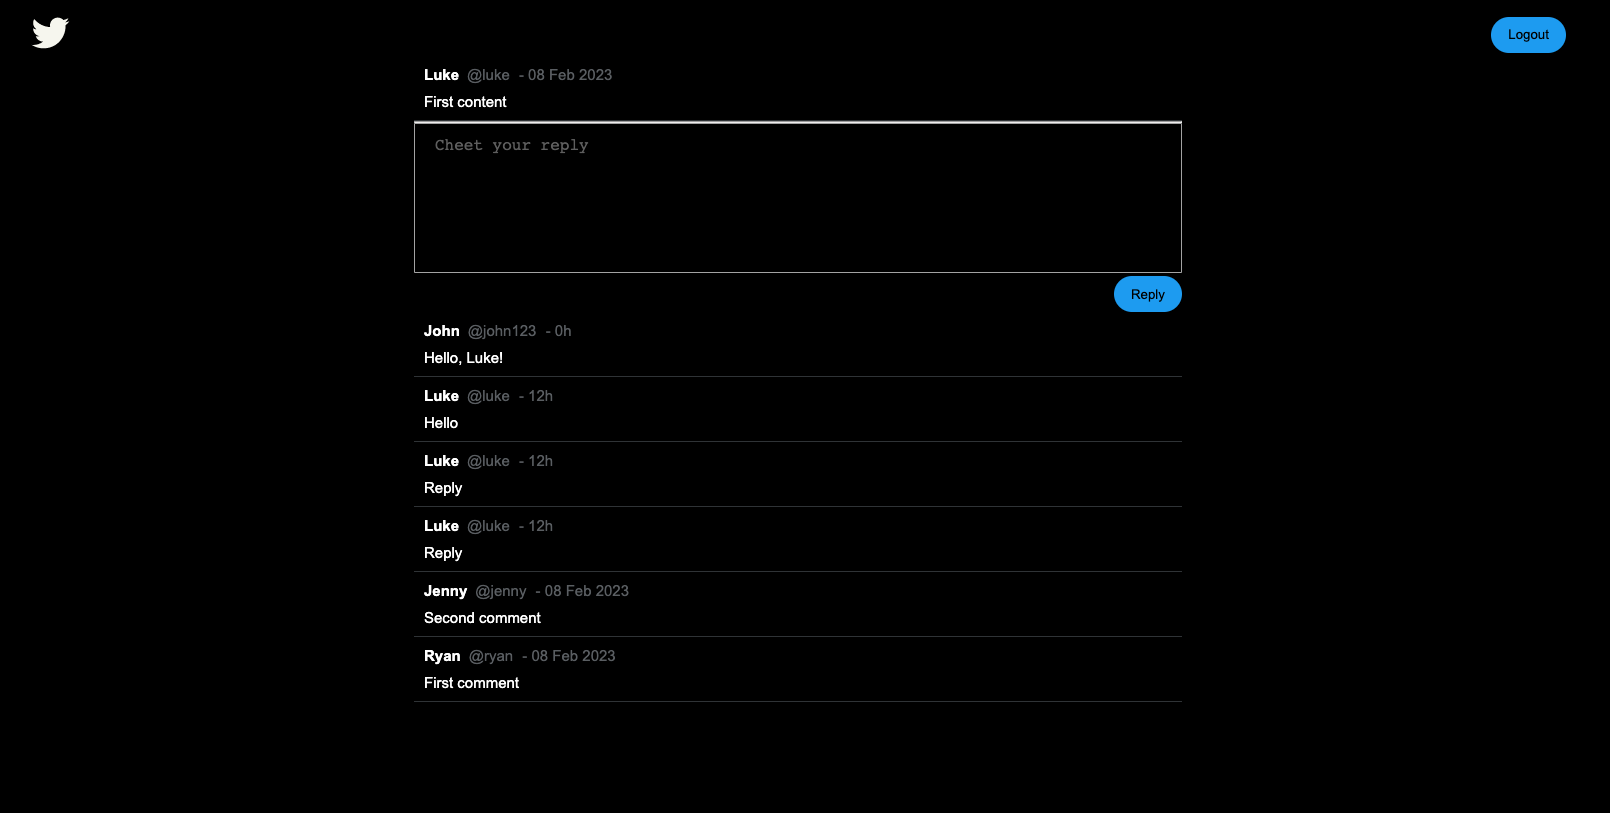 Logout
Luke @luke - 08 Feb 2023
First content
Cheet your reply
Reply
John @john123 - 0h
Hello, Luke!
Luke @luke - 12h
Hello
Luke @luke - 12h
Reply
Luke @luke - 12h
Reply
Jenny @jenny - 08 Feb 2023
Second comment
Ryan @ryan - 08 Feb 2023
First comment